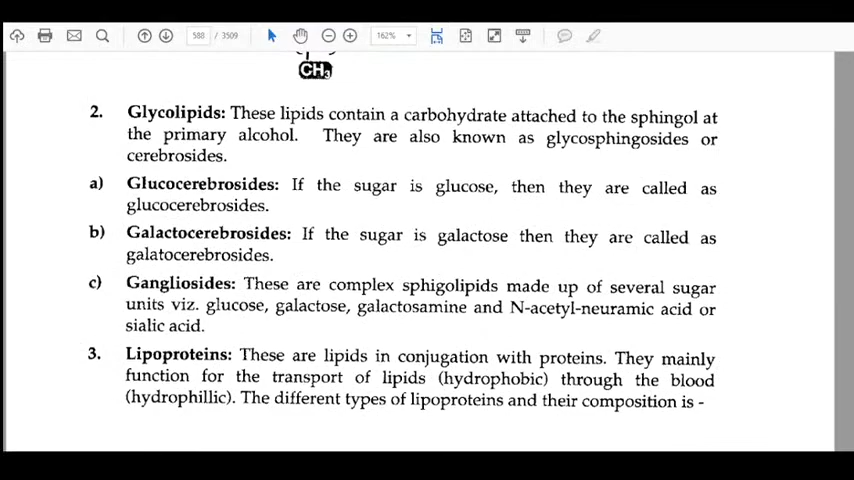 588 / 3509
162%
CH3
2. Glycolipids: These lipids contain a carbohydrate attached to the sphingol at
the primary alcohol. They are also known as glycosphingosides or
cerebrosides.
a) Glucocerebrosides: If the sugar is glucose, then they are called as
glucocerebrosides.
b) Galactocerebrosides: If the sugar is galactose then they are called as
galatocerebrosides.
c) Gangliosides: These are complex sphigolipids made up of several sugar
units viz. glucose, galactose, galactosamine and N-acetyl-neuramic acid or
sialic acid.
3. Lipoproteins: These are lipids in conjugation with proteins. They mainly
function for the transport of lipids (hydrophobic) through the blood
(hydrophillic). The different types of lipoproteins and their composition is -